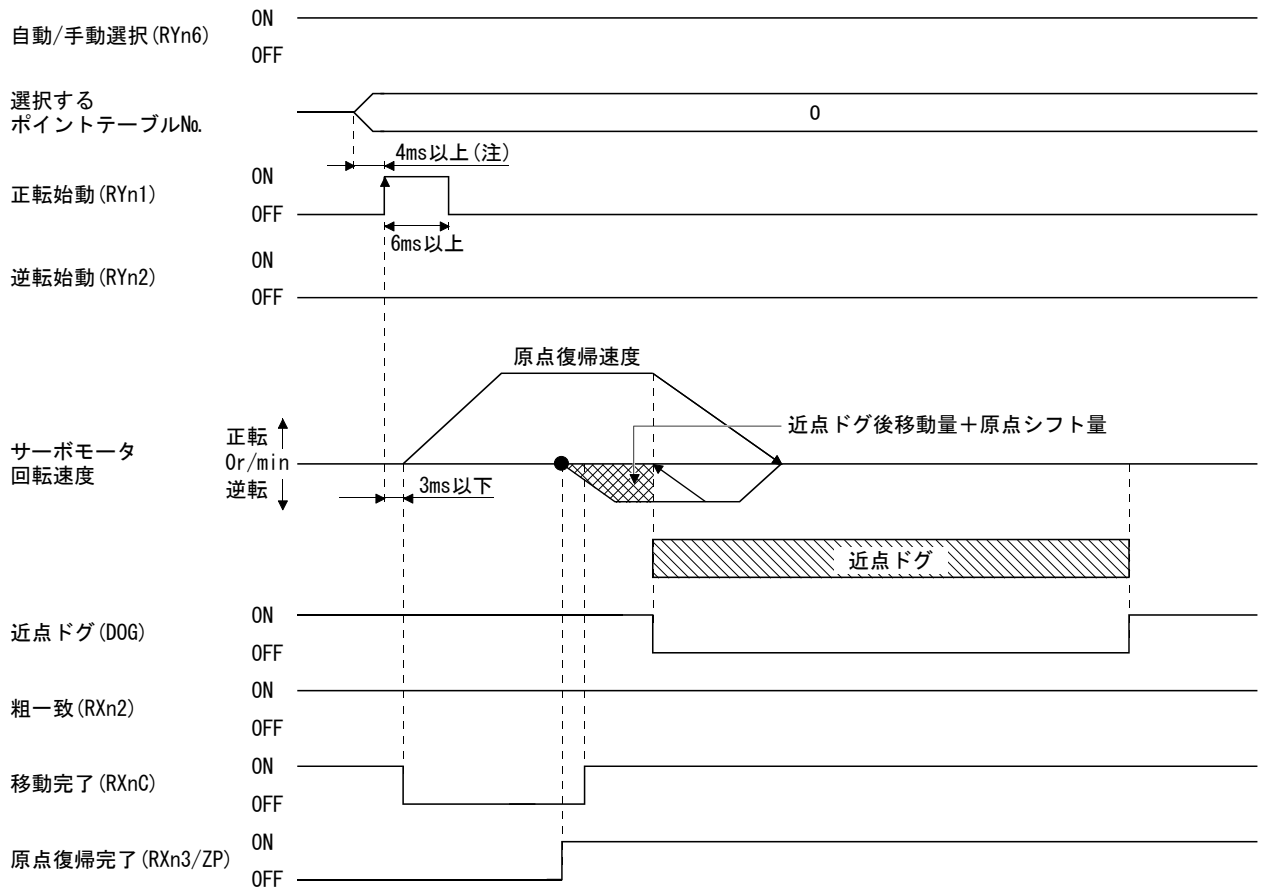 自動/手動選択(RYn6)
ON
OFF
選択する
ポイントテーブルNo.
0
4ms以上(注)
正転始動(RYn1)
ON
OFF
6ms以上
逆転始動(RYn2)
ON
OFF
原点復帰速度
近点ドグ後移動量+原点シフト量
サーボモータ
回転速度
正転
0r/min
逆転
3ms以下
近点ドグ
近点ドグ(DOG)
ON
OFF
粗一致(RXn2)
ON
OFF
移動完了(RXnC)
ON
OFF
原点復帰完了(RXn3/ZP)
ON
OFF